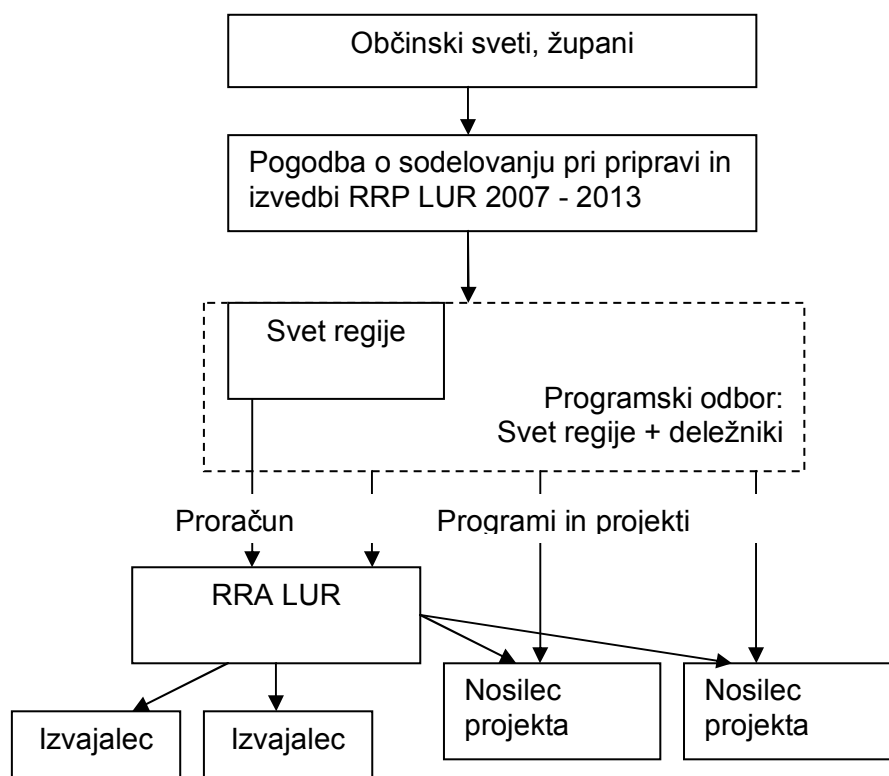 Občinski sveti, župani
Pogodba o sodelovanju pri pripravi in
izvedbi RRP LUR 2007 - 2013
Svet regije
Programski odbor:
Svet regije + deležniki
Proračun
Programi in projekti
RRA LUR
Nosilec
projekta
Nosilec
projekta
Izvajalec
Izvajalec